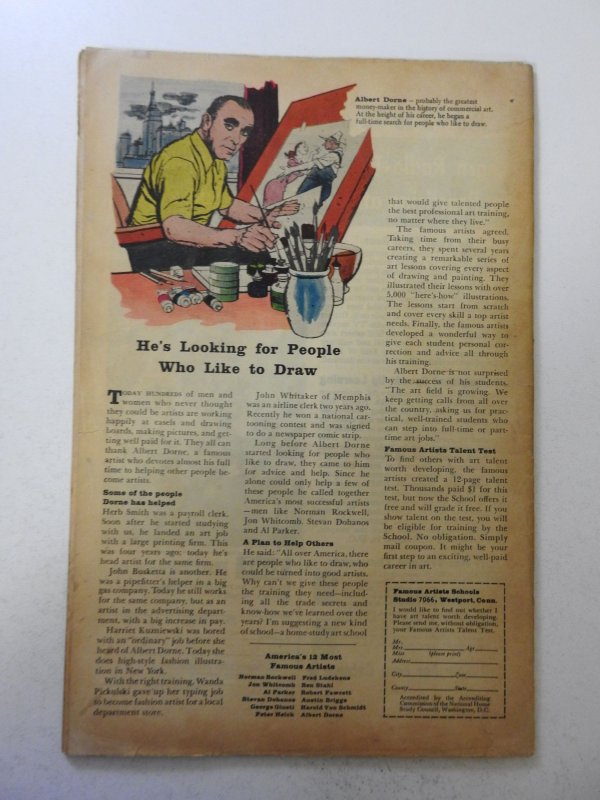 Albert Dorne – probably the greatest
money-maker in the history of commercial art.
At the height of his career, he began a
full-time search for people who like to draw.
He's Looking for People
Who Like to Draw
TODAY HUNDREDS of men and
women who never thought
they could be artists are working
happily at easels and drawing
boards, making pictures, and get-
ting well paid for it. They all can
thank Albert Dorne, a famous
artist who devotes almost his full
time to helping other people be-
come artists.
Some of the people
Dorne has helped
Herb Smith was a payroll clerk.
Soon after he started studying
with us, he landed an art job
with a large printing firm. This
was four years ago: today he's
head artist for the same firm.
John Busketta is another. He
was a pipefitter's helper in a big
gas company. Today he still works
for the same company, but as an
artist in the advertising depart-
ment, with a big increase in pay.
Harriet Kuzniewski was bored
with an "ordinary" job before she
heard of Albert Dorne. Today she
does high fashion illustra-
tion in New York.
With the right training, Wanda
Pickulski gave up her typing job
to become fashion artist for a local
department store.
John Whitaker of Memphis
was an airline clerk two years ago.
Recently he won a national car-
tooning contest and was signed
to do a newspaper comic strip.
Long before Albert Dorne
started looking for people who
like to draw, they came to him
for advice and help. Since he
alone could only help a few of
these people he called together
America's most successful artists
—men like Norman Rockwell,
Jon Whitcomb, Stevan Dohanos
and Al Parker.
A Plan to Help Others
He said: "All over America, there
are people who like to draw, who
could be turned into good artists.
Why can't we give these people
the training they need—includ-
ing all the trade secrets and
know-how we've learned over the
years? I'm suggesting a new kind
of school–a home-study art school
America's 12 Most
Famous Artists
Norman Rockwell Fred Ludekens
Jon Whitcomb Ben Stahl
Al Parker Robert Fawcett
Stevan Dohanos Austin Briggs
George Giusti Harold Von Schmidt
Peter Helck Albert Dorne
that would give talented people
the best professional art training,
no matter where they live."
The famous artists agreed.
Taking time from their busy
careers, they spent several years
creating a remarkable series of
art lessons covering every aspect
of drawing and painting. They
illustrated their lessons with over
5,000 "here's-how" illustrations.
The lessons start from scratch
and cover every skill a top artist
needs. Finally, the famous artists
developed a wonderful way to
give each student personal cor-
rection and advice all through
his training.
Albert Dorne is not surprised
by the success of his students.
"The art field is growing. We
keep getting calls from all over
the country, asking us for prac-
tical, well-trained students who
can step into full-time or part-
time art jobs."
Famous Artists Talent Test
To find others with art talent
worth developing, the famous
artists created a 12-page talent
test. Thousands paid $1 for this
test, but now the School offers it
free and will grade it free. If you
show talent on the test, you will
be eligible for training by the
School. No obligation. Simply
mail coupon. It might be your
first step to an exciting, well-paid
career in art.
Famous Artists Schools
Studio 7066, Westport, Conn.
I would like to find out whether I
have art talent worth developing.
Please send me, without obligation,
your Famous Artists Talent Test.
Mr.
Mrs. Age
Miss (please print)
Address
City Zone
County State
Accredited by the Accrediting
Commission of the National Home
Study Council, Washington, D.C.